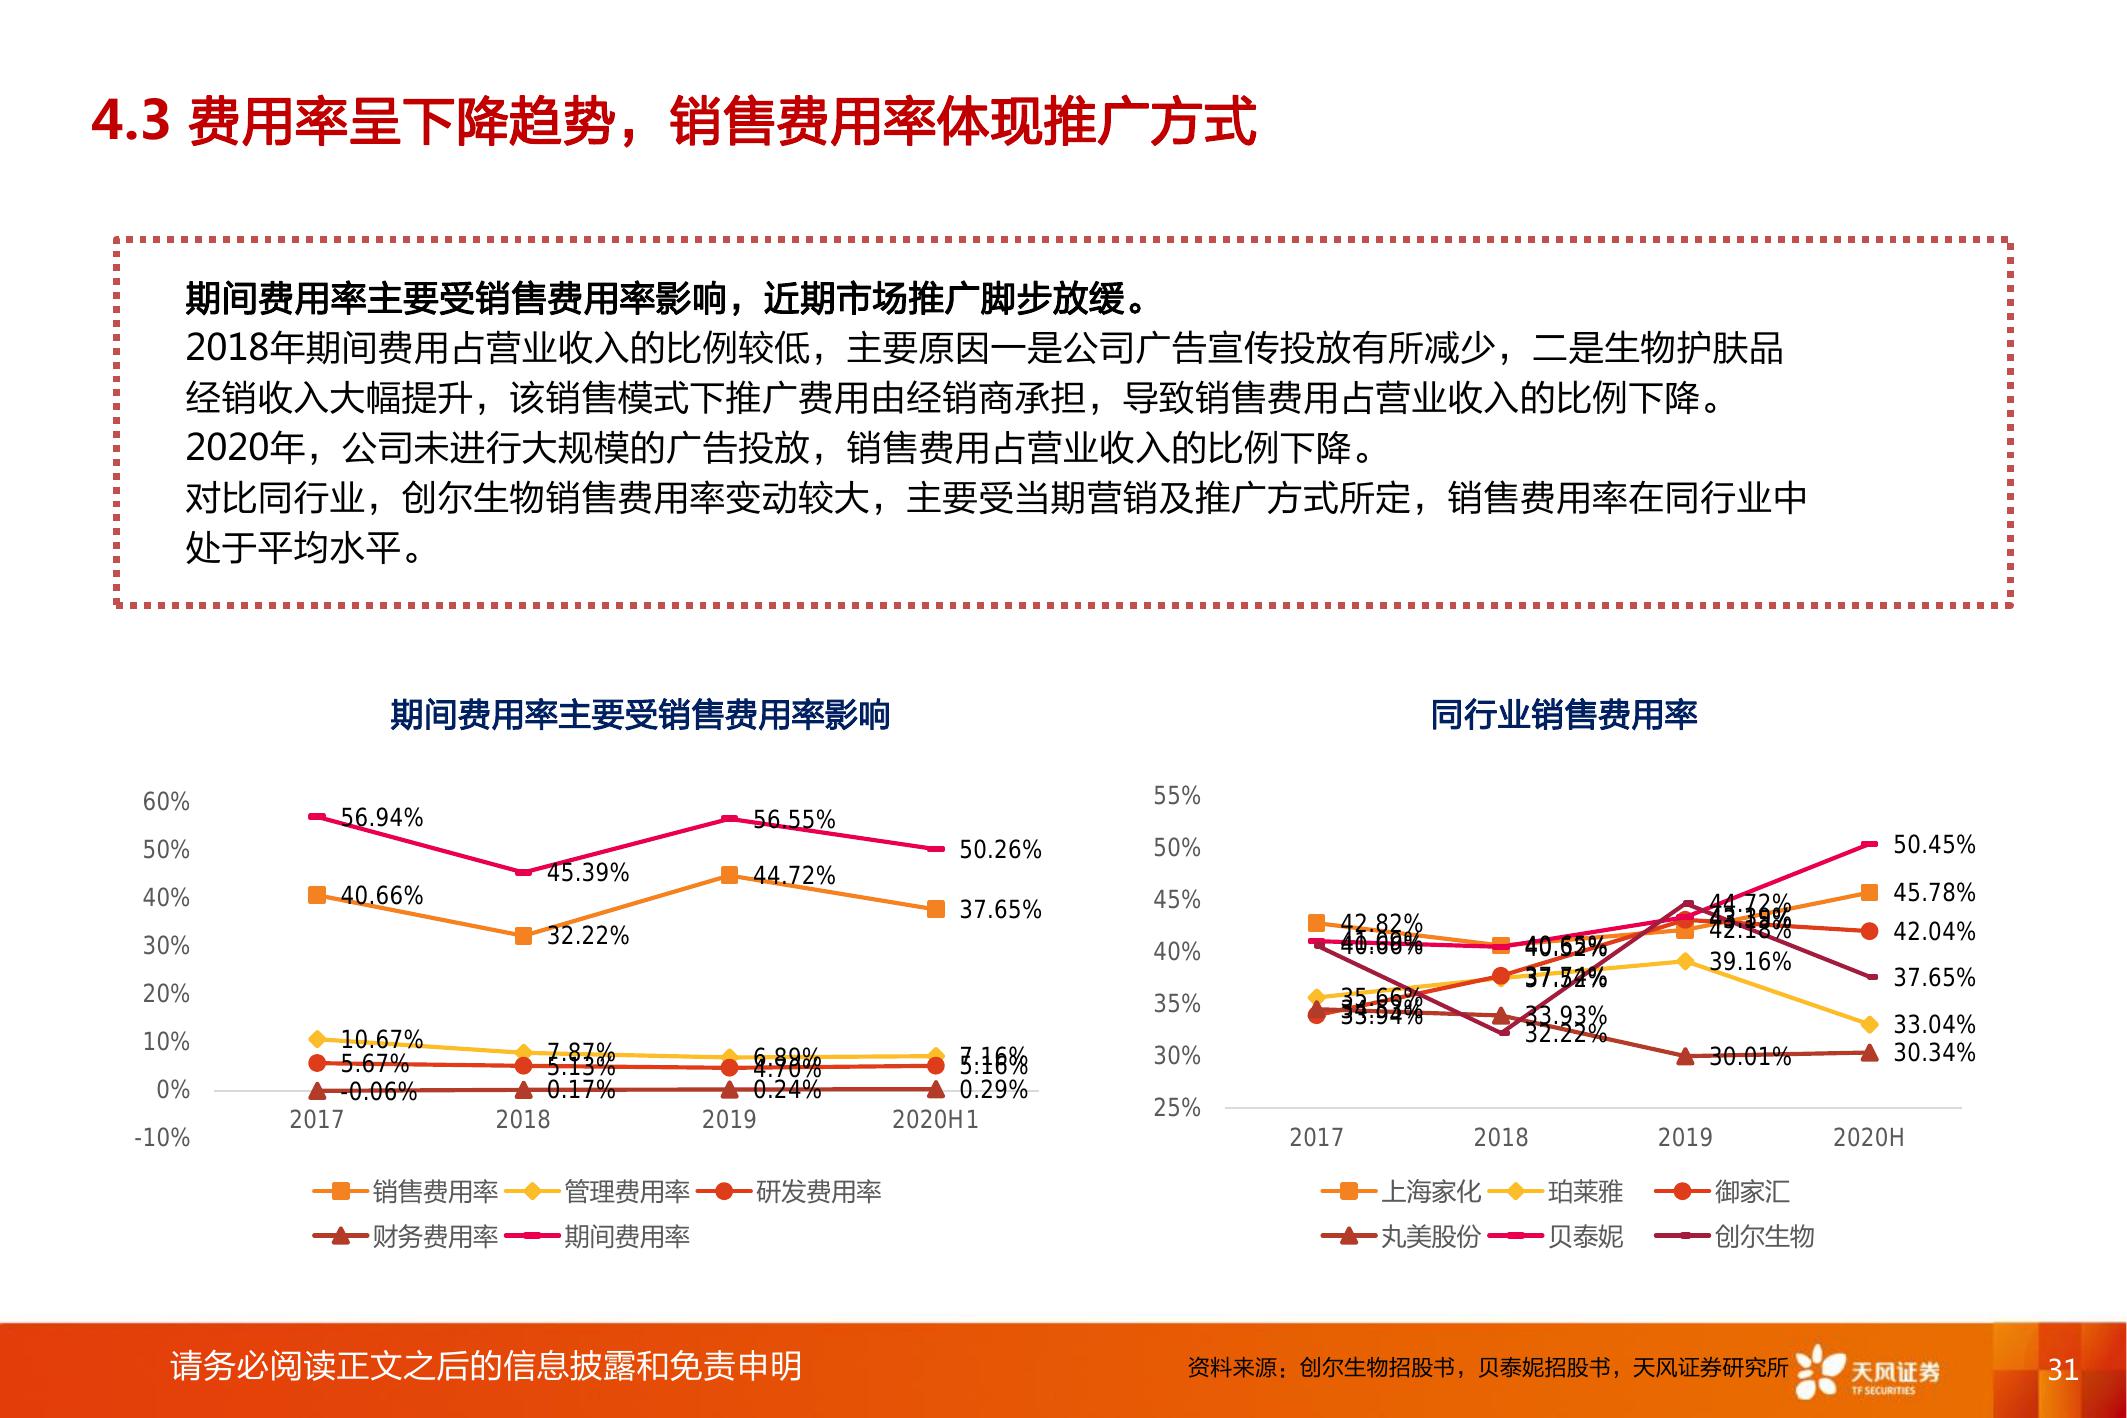 4.3 费用率呈下降趋势，销售费用率体现推广方式
期间费用率主要受销售费用率影响，近期市场推广脚步放缓。
2018年期间费用占营业收入的比例较低，主要原因一是公司广告宣传投放有所减少，二是生物护肤品
经销收入大幅提升，该销售模式下推广费用由经销商承担，导致销售费用占营业收入的比例下降。
2020年，公司未进行大规模的广告投放，销售费用占营业收入的比例下降。
对比同行业，创尔生物销售费用率变动较大，主要受当期营销及推广方式所定，销售费用率在同行业中
处于平均水平。
期间费用率主要受销售费用率影响
60%
50%
40%
30%
20%
10%
0%
-10%
56.94%
45.39%
56.55%
50.26%
40.66%
32.22%
44.72%
37.65%
10.67%
7.87%
6.89%
7.16%
5.67%
5.13%
4.70%
5.16%
-0.06%
0.17%
0.24%
0.29%
2017 2018 2019 2020H1
销售费用率 管理费用率 研发费用率
财务费用率 期间费用率
同行业销售费用率
55%
50%
45%
40%
35%
30%
25%
50.45%
45.78%
42.04%
37.65%
33.04%
30.34%
44.72%
42.18%
39.16%
30.01%
40.65%
33.93%
32.22%
42.82%
35.66%
33.94%
2017 2018 2019 2020H
上海家化 珀莱雅 御家汇
丸美股份 贝泰妮 创尔生物
请务必阅读正文之后的信息披露和免责申明
资料来源：创尔生物招股书，贝泰妮招股书，天风证券研究所
天风证券
TF SECURITIES
31